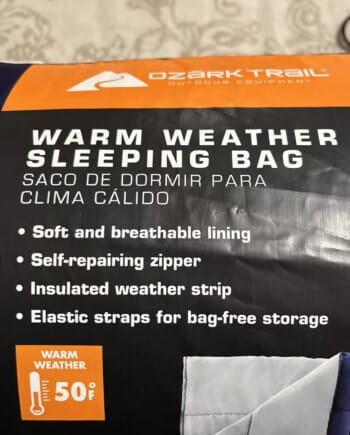 OZARK TRAIL
OUTDOOR EQUIPMENT
WARM WEATHER
SLEEPING BAG
SACO DE DORMIR PARA
CLIMA CÁLIDO
• Soft and breathable lining
• Self-repairing zipper
• Insulated weather strip
• Elastic straps for bag-free storage
WARM
WEATHER
50°F